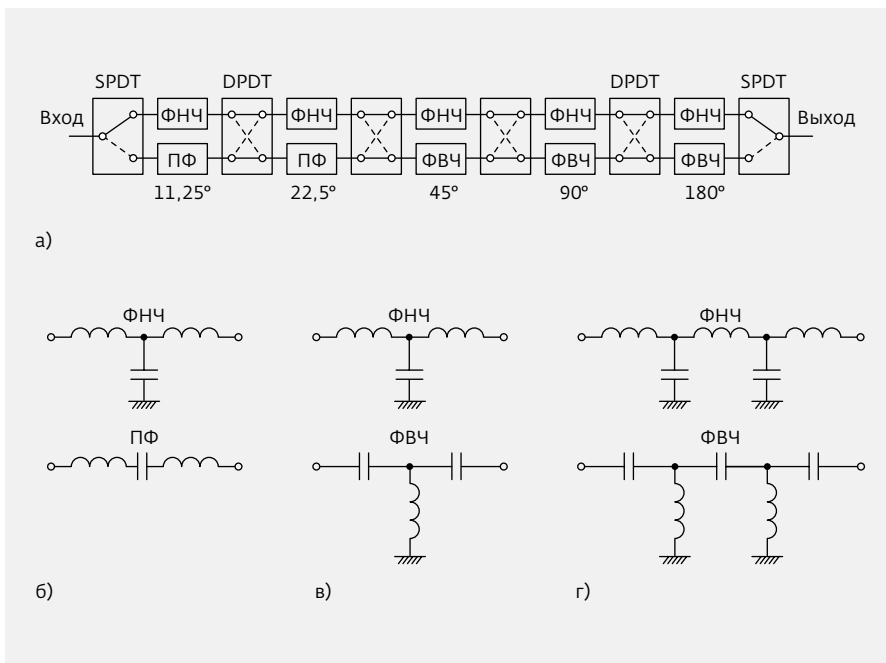 SPDT DPDT DPDT SPDT
Вход ФНЧ ФНЧ ФНЧ ФНЧ ФНЧ Выход
ПФ ПФ ФВЧ ФВЧ ФВЧ
11,25° 22,5° 45° 90° 180°
а)
ФНЧ ФНЧ ФНЧ
ПФ ФВЧ ФВЧ
б) в) г)